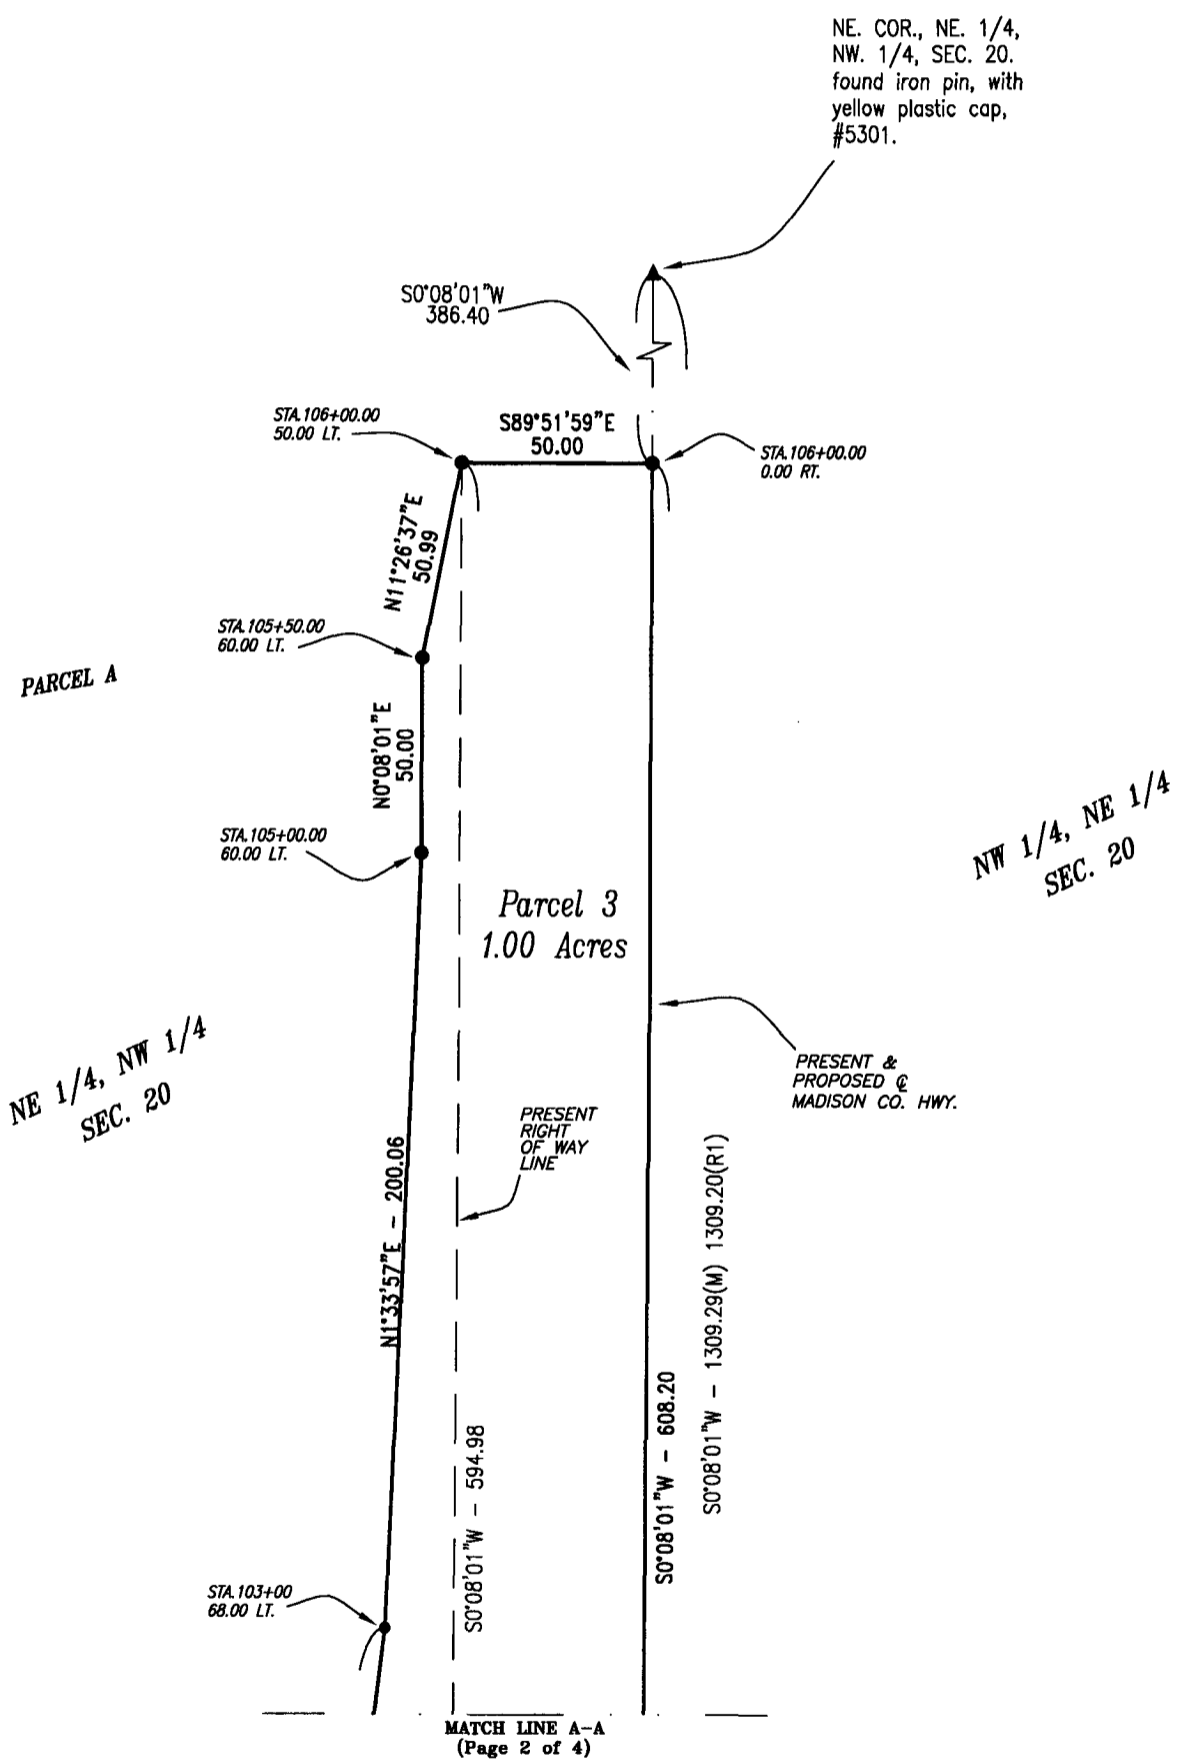 NE. COR., NE. 1/4,
NW. 1/4, SEC. 20.
found iron pin, with
yellow plastic cap,
#5301.
S0°08'01"W
386.40
STA.106+00.00
50.00 LT.
S89°51'59"E
50.00
STA.106+00.00
0.00 RT.
N11°26'37"E
50.99
STA.105+50.00
60.00 LT.
PARCEL A
N0°08'01"E
50.00
STA.105+00.00
60.00 LT.
NW 1/4, NE 1/4
SEC. 20
Parcel 3
1.00 Acres
NE 1/4, NW 1/4
SEC. 20
PRESENT &
PROPOSED ℄
MADISON CO. HWY.
PRESENT
RIGHT
OF WAY
LINE
N1°33'57"E - 200.06
S0°08'01"W - 1309.29(M) 1309.20(R1)
S0°08'01"W - 608.20
S0°08'01"W - 594.98
STA.103+00
68.00 LT.
MATCH LINE A-A
(Page 2 of 4)